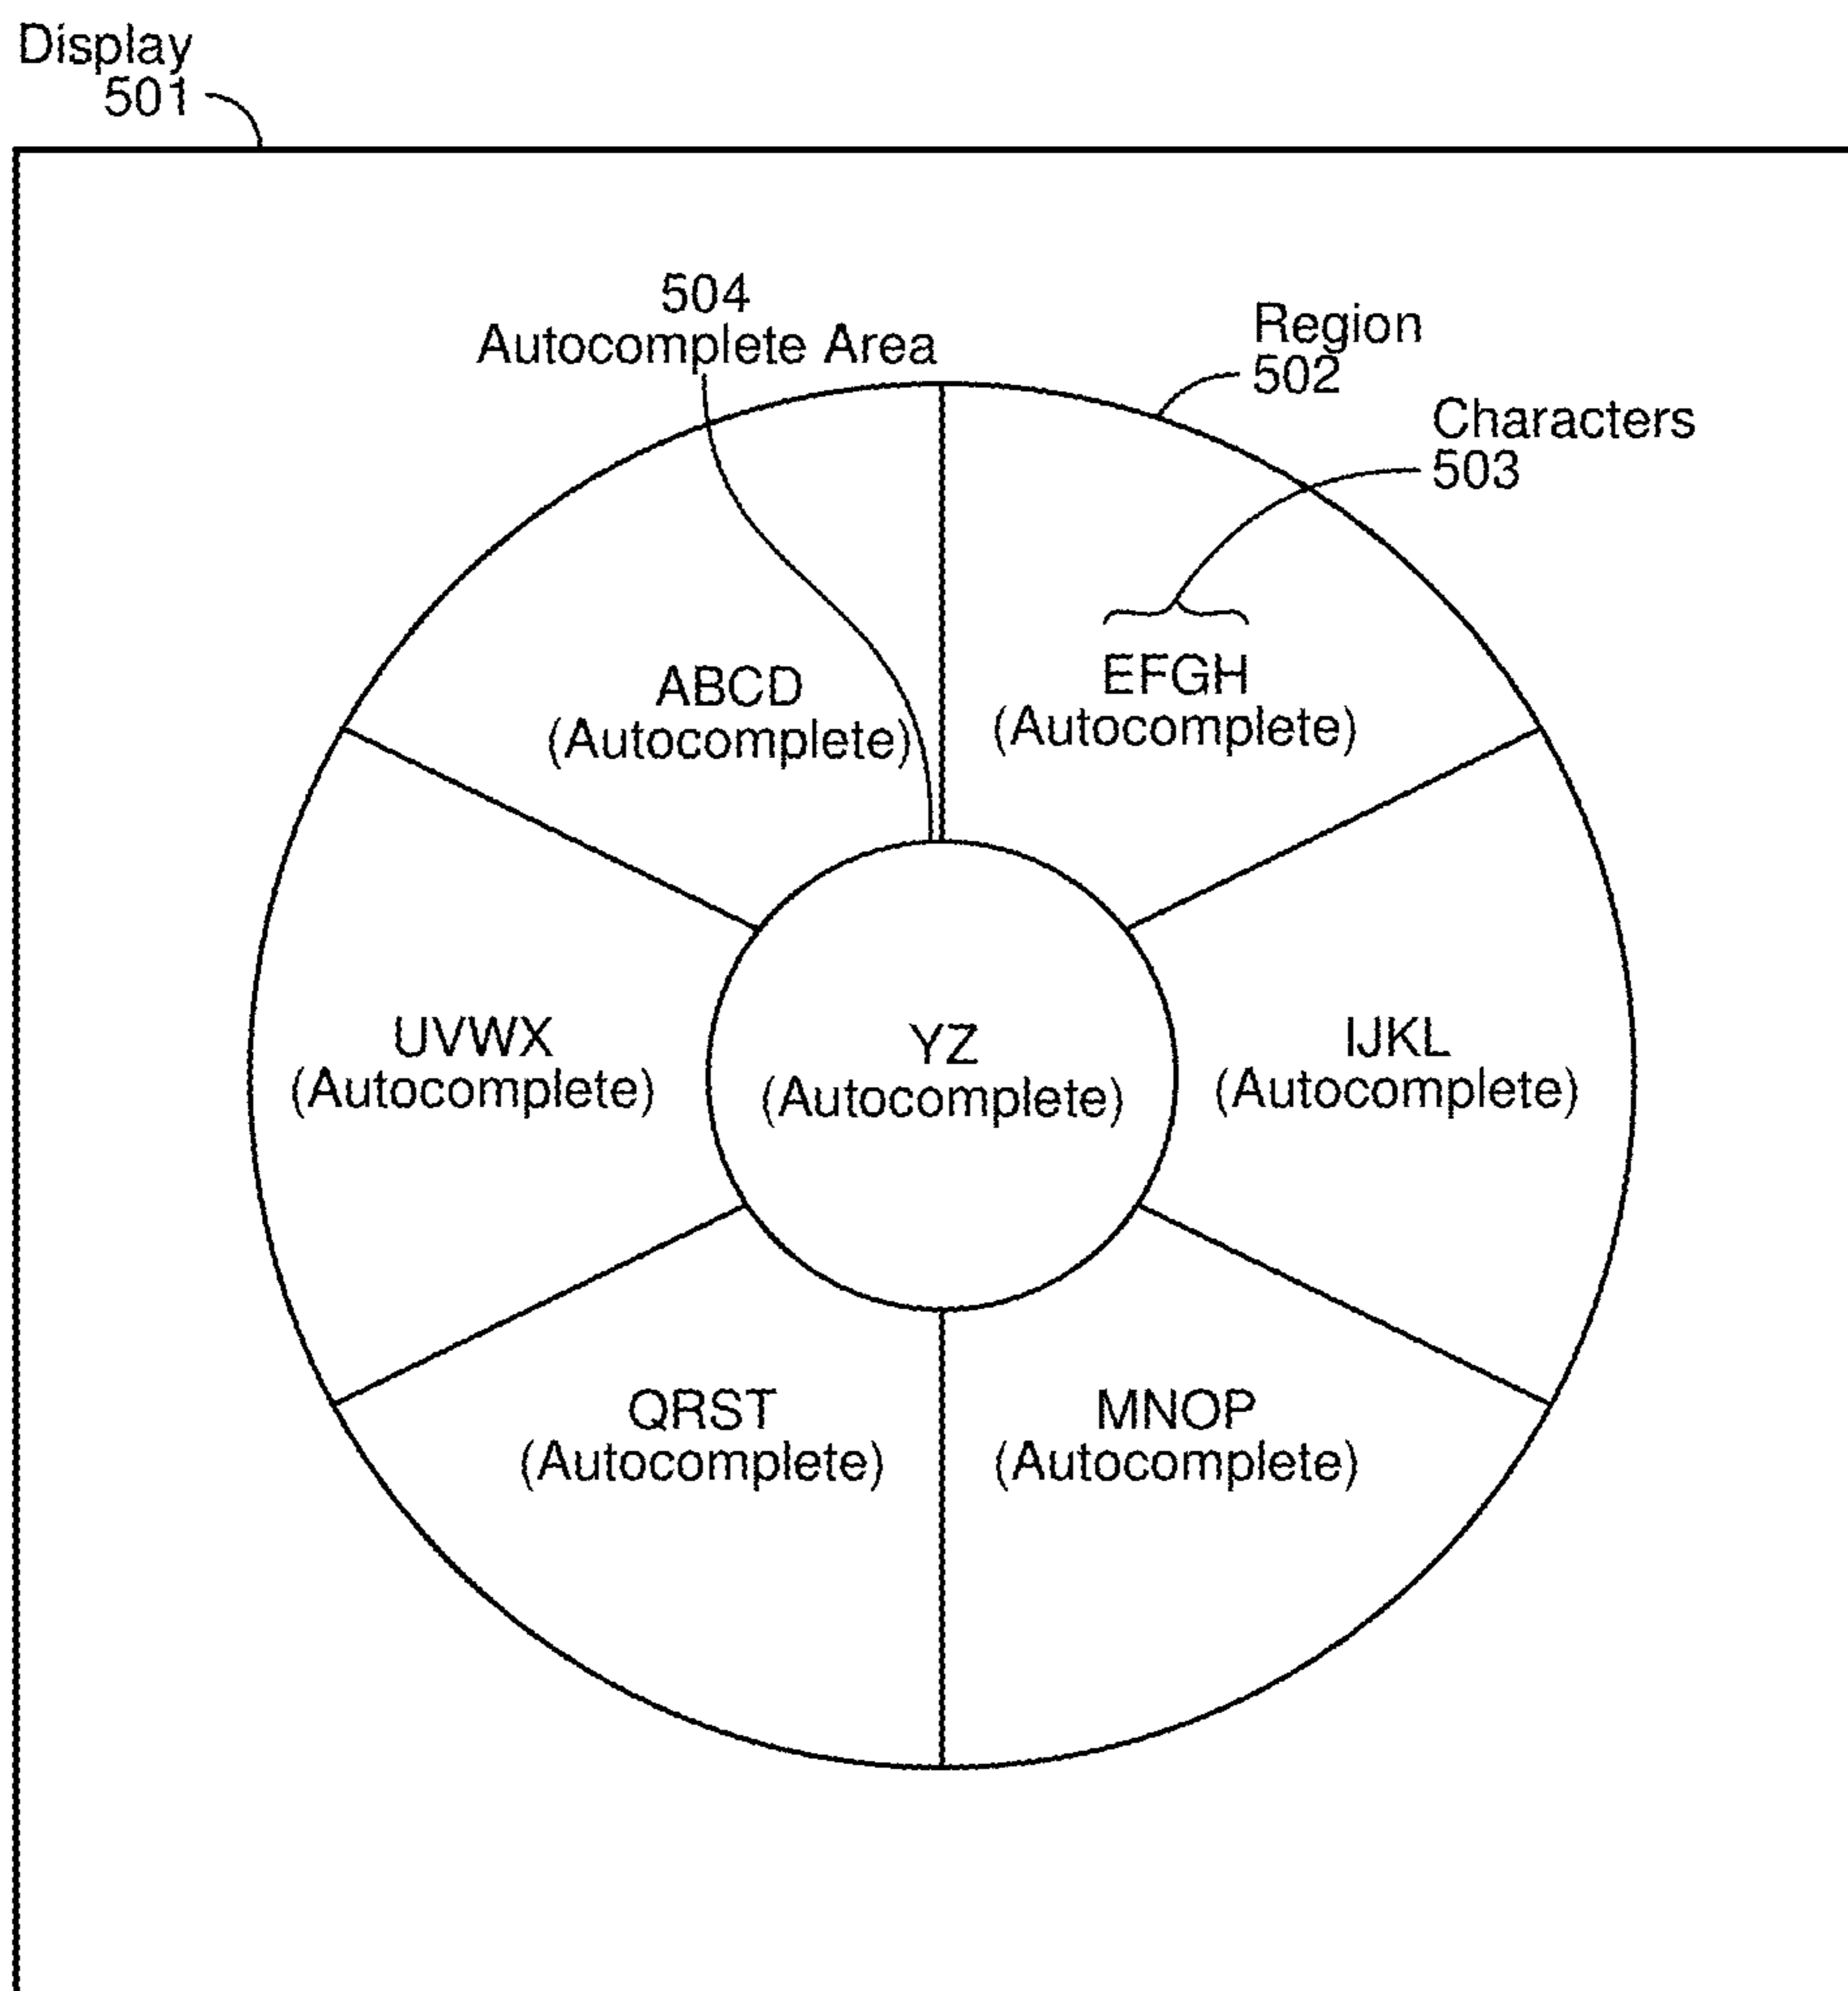 Display
501
504
Autocomplete Area
Region
502
Characters
503
ABCD
(Autocomplete)
EFGH
(Autocomplete)
UVWX
(Autocomplete)
YZ
(Autocomplete)
IJKL
(Autocomplete)
QRST
(Autocomplete)
MNOP
(Autocomplete)